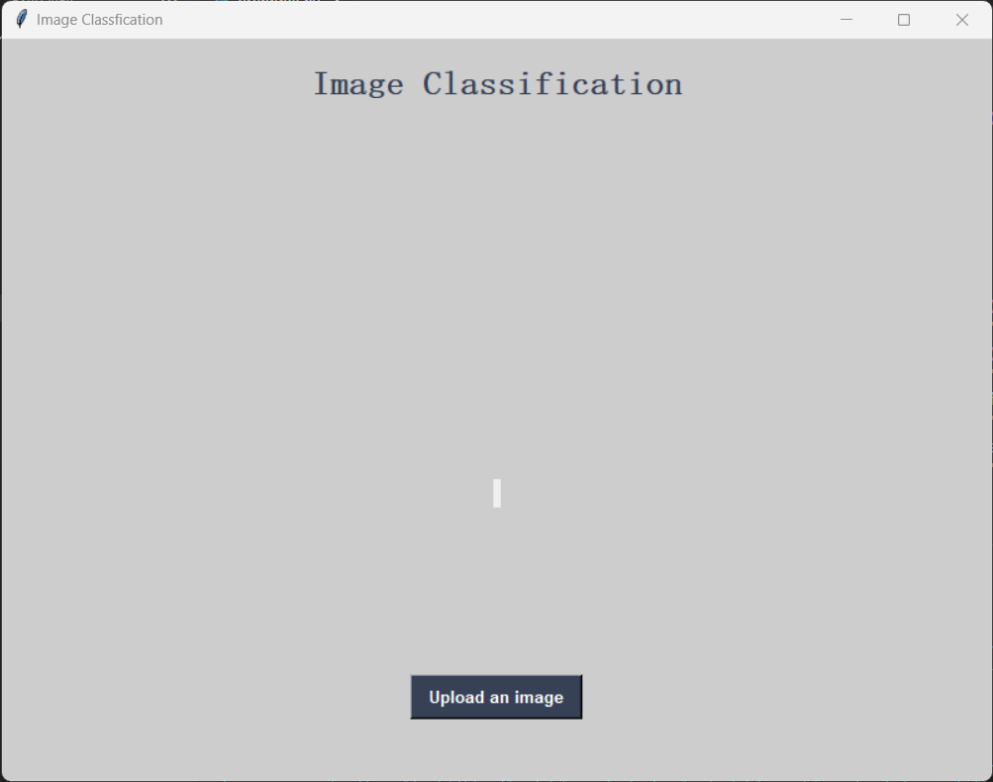 Image Classfication
Image Classification
Upload an image